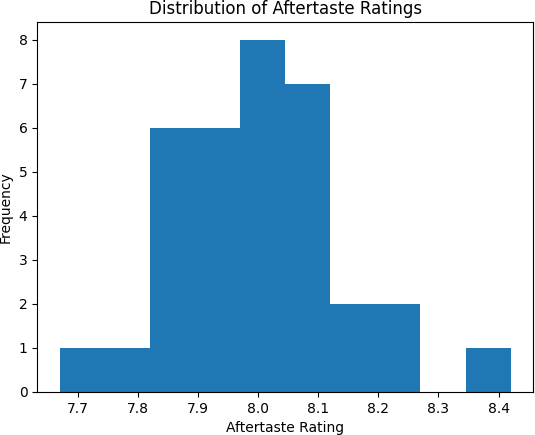 Distribution of Aftertaste Ratings
8
7
6
5
4
3
2
1
0
Frequency
7.7 7.8 7.9 8.0 8.1 8.2 8.3 8.4
Aftertaste Rating